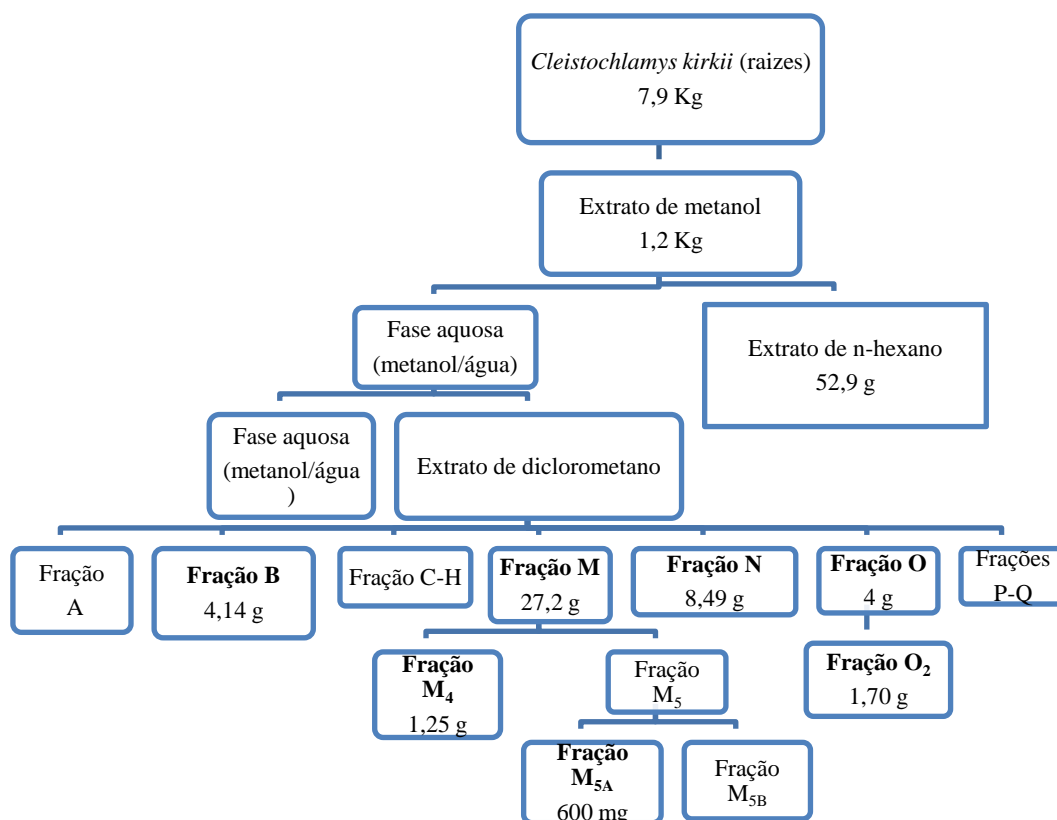 Cleistochlamys kirkii (raizes)
7,9 Kg
Extrato de metanol
1,2 Kg
Fase aquosa
(metanol/água)
Extrato de n-hexano
52,9 g
Fase aquosa
(metanol/água
)
Extrato de diclorometano
Fração
A
Fração B
4,14 g
Fração C-H
Fração M
27,2 g
Fração N
8,49 g
Fração O
4 g
Frações
P-Q
Fração
M4
1,25 g
Fração
M5
Fração O2
1,70 g
Fração
M5A
600 mg
Fração
M5B